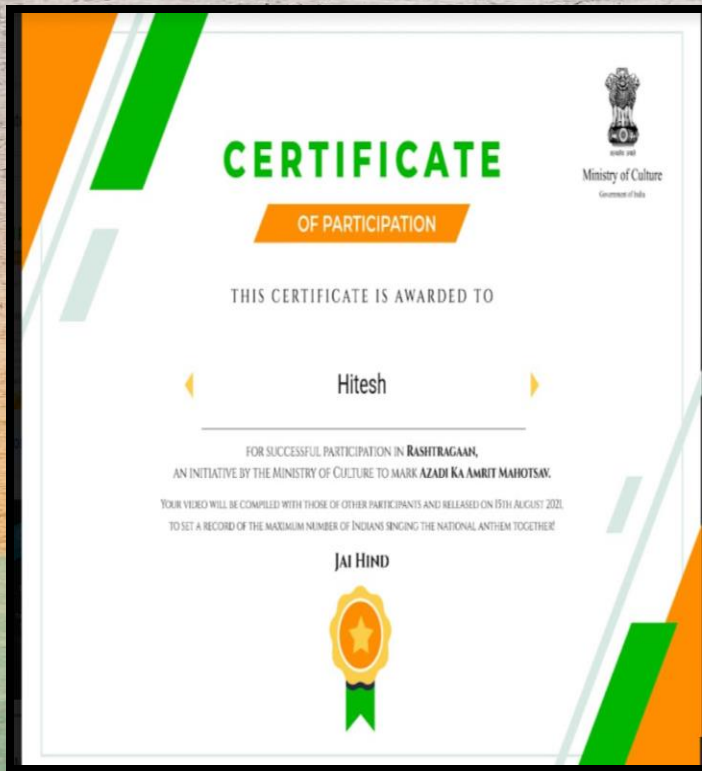 CERTIFICATE
OF PARTICIPATION
Ministry of Culture
Government of India
THIS CERTIFICATE IS AWARDED TO
Hitesh
FOR SUCCESSFUL PARTICIPATION IN RASHTRAGAAN,
AN INITIATIVE BY THE MINISTRY OF CULTURE TO MARK AZADI KA AMRIT MAHOTSAV.
YOUR VIDEO WILL BE COMPILED WITH THOSE OF OTHER PARTICIPANTS AND RELEASED ON 15TH AUGUST 2021,
TO SET A RECORD OF THE MAXIMUM NUMBER OF INDIANS SINGING THE NATIONAL ANTHEM TOGETHER!
JAI HIND